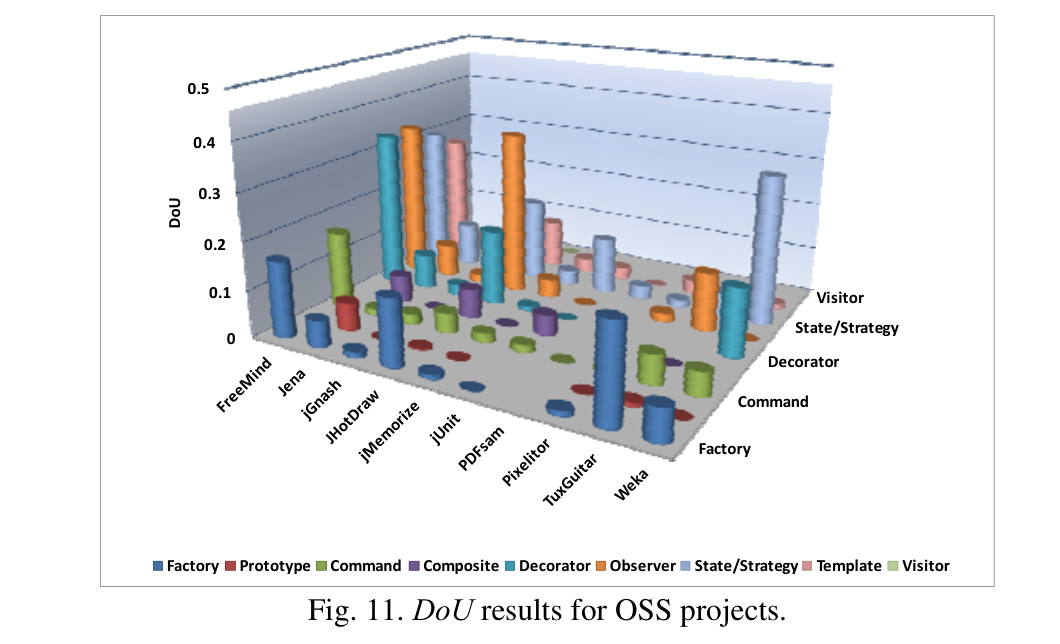 0.5
0.4
0.3
0.2
0.1
0
DoU
FreeMind
Jena
jGnash
JHotDraw
jMemorize
jUnit
PDFsam
Pixelitor
TuxGuitar
Weka
Visitor
State/Strategy
Decorator
Command
Factory
Factory Prototype Command Composite Decorator Observer State/Strategy Template Visitor
Fig. 11. DoU results for OSS projects.